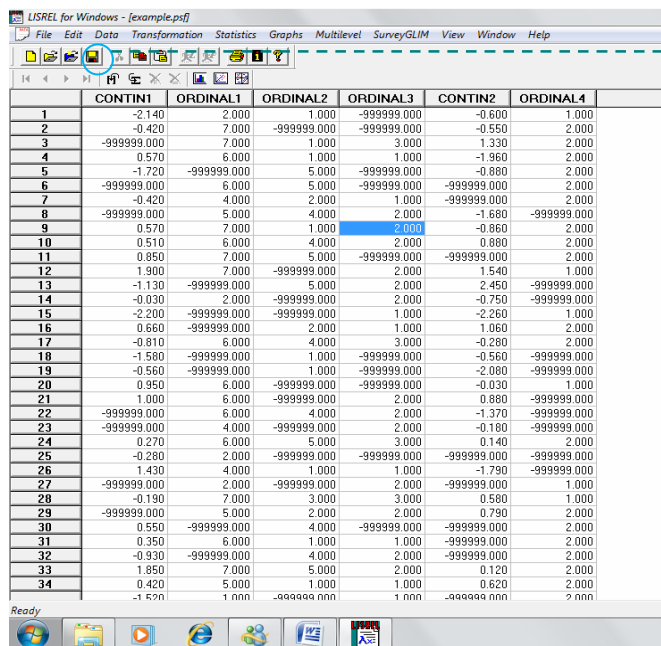 LISREL for Windows - [example.psf]
File Edit Data Transformation Statistics Graphs Multilevel SurveyGLIM View Window Help
CONTIN1 ORDINAL1 ORDINAL2 ORDINAL3 CONTIN2 ORDINAL4
1 -2.140 2.000 1.000 -999999.000 -0.600 1.000
2 -0.420 7.000 -999999.000 -999999.000 -0.550 2.000
3 -999999.000 7.000 1.000 3.000 1.330 2.000
4 0.570 6.000 1.000 1.000 -1.960 2.000
5 -1.720 -999999.000 5.000 -999999.000 -0.880 2.000
6 -999999.000 6.000 5.000 -999999.000 -999999.000 2.000
7 -0.420 4.000 2.000 1.000 -999999.000 2.000
8 -999999.000 5.000 4.000 2.000 -1.680 -999999.000
9 0.570 7.000 1.000 2.000 -0.860 2.000
10 0.510 6.000 4.000 2.000 0.880 2.000
11 0.850 7.000 5.000 -999999.000 -999999.000 2.000
12 1.900 7.000 -999999.000 2.000 1.540 1.000
13 -1.130 -999999.000 5.000 2.000 2.450 -999999.000
14 -0.030 2.000 -999999.000 2.000 -0.750 -999999.000
15 -2.200 -999999.000 -999999.000 1.000 -2.260 1.000
16 0.660 -999999.000 2.000 1.000 1.060 2.000
17 -0.810 6.000 4.000 3.000 -0.280 2.000
18 -1.580 -999999.000 1.000 -999999.000 -0.560 -999999.000
19 -0.560 -999999.000 1.000 -999999.000 -2.080 -999999.000
20 0.950 6.000 -999999.000 -999999.000 -0.030 1.000
21 1.000 6.000 -999999.000 2.000 0.880 -999999.000
22 -999999.000 6.000 4.000 2.000 -1.370 -999999.000
23 -999999.000 4.000 -999999.000 2.000 -0.180 -999999.000
24 0.270 6.000 5.000 3.000 0.140 2.000
25 -0.280 2.000 -999999.000 -999999.000 -999999.000 -999999.000
26 1.430 4.000 1.000 1.000 -1.790 -999999.000
27 -999999.000 2.000 -999999.000 2.000 -999999.000 1.000
28 -0.190 7.000 3.000 3.000 0.580 1.000
29 -999999.000 5.000 2.000 2.000 0.790 2.000
30 0.550 -999999.000 4.000 -999999.000 -999999.000 2.000
31 0.350 6.000 1.000 1.000 -999999.000 2.000
32 -0.930 -999999.000 4.000 2.000 -999999.000 2.000
33 1.850 7.000 5.000 2.000 0.120 2.000
34 0.420 5.000 1.000 1.000 0.620 2.000
-1.520 1.000 -999999.000 1.000 -999999.000 2.000
Ready
LISREL